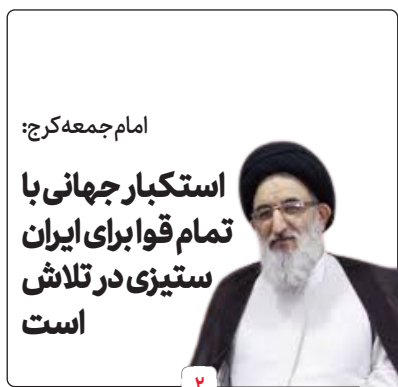 امام جمعه کرج:
استکبار جهانی با
تمام قوا برای ایران
ستیزی در تلاش
است
۲